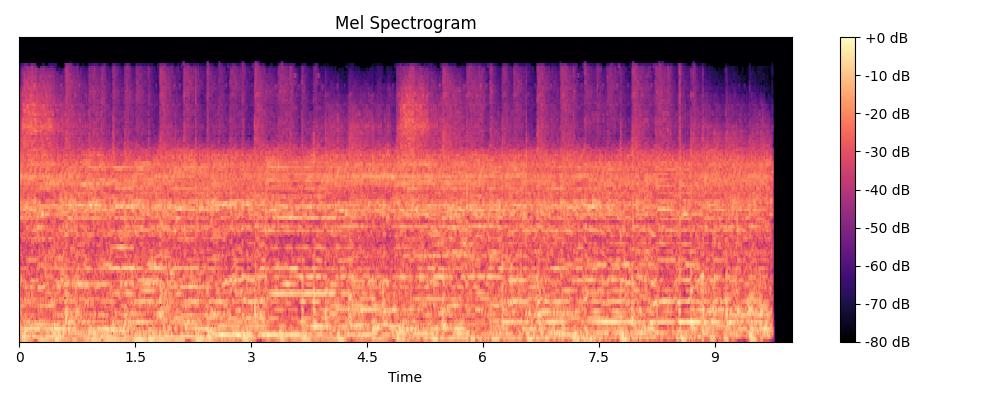 Mel Spectrogram
+0 dB
-10 dB
-20 dB
-30 dB
-40 dB
-50 dB
-60 dB
-70 dB
-80 dB
0 1.5 3 4.5 6 7.5 9
Time